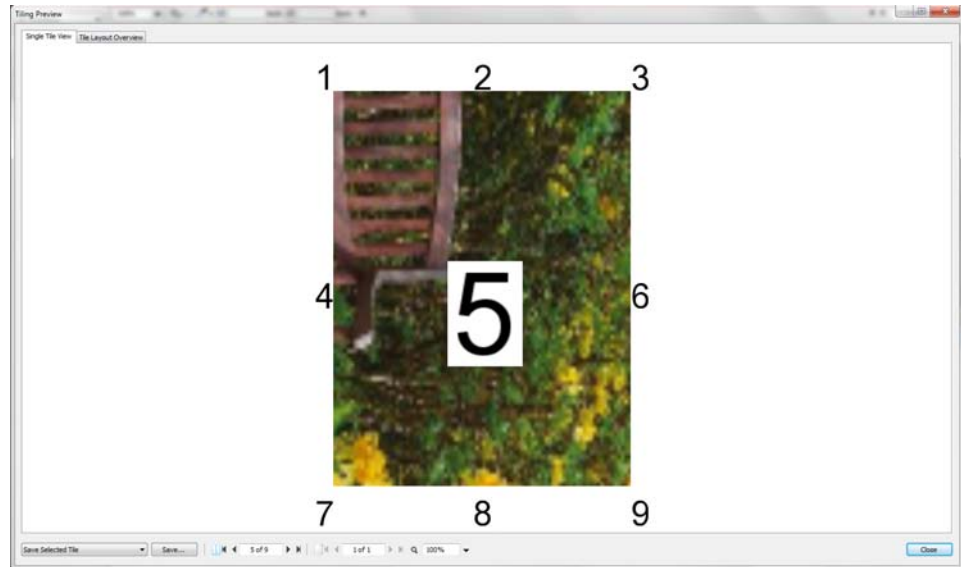 Tiling Preview
Single Tile View Tile Layout Overview
1 2 3
4 5 6
7 8 9
Save Selected Tile Save... 5 of 9 1 of 1 100% Close